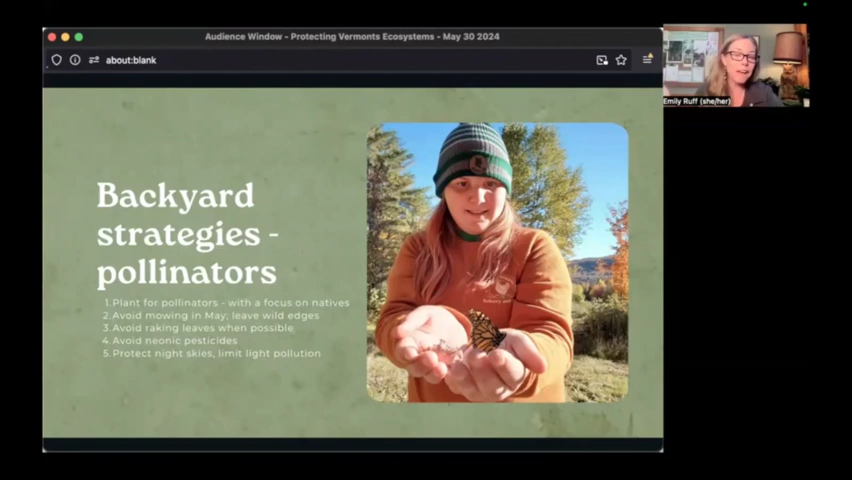 Audience Window - Protecting Vermonts Ecosystems - May 30 2024
about:blank
Emily Ruff (she/her)
Backyard
strategies -
pollinators
1. Plant for pollinators - with a focus on natives
2. Avoid mowing in May; leave wild edges
3. Avoid raking leaves when possible
4. Avoid neonic pesticides
5. Protect night skies, limit light pollution